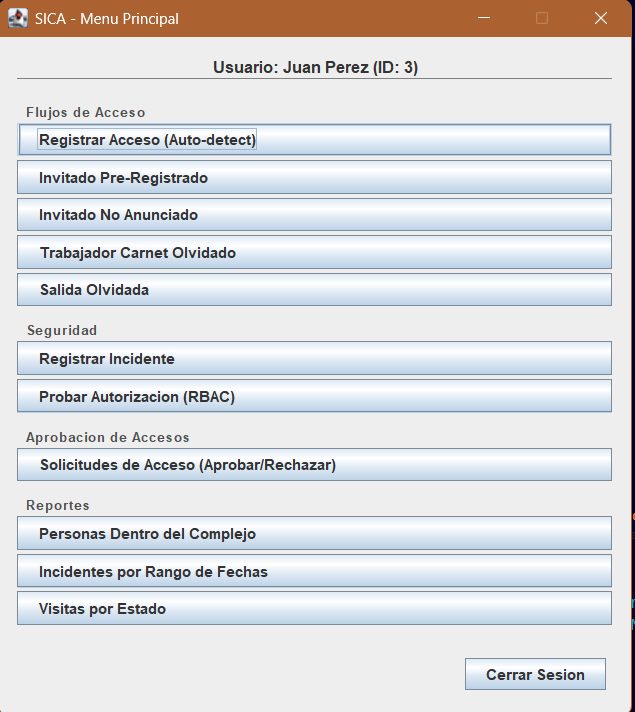 SICA - Menu Principal
Usuario: Juan Perez (ID: 3)
Flujos de Acceso
Registrar Acceso (Auto-detect)
Invitado Pre-Registrado
Invitado No Anunciado
Trabajador Carnet Olvidado
Salida Olvidada
Seguridad
Registrar Incidente
Probar Autorizacion (RBAC)
Aprobacion de Accesos
Solicitudes de Acceso (Aprobar/Rechazar)
Reportes
Personas Dentro del Complejo
Incidentes por Rango de Fechas
Visitas por Estado
Cerrar Sesion